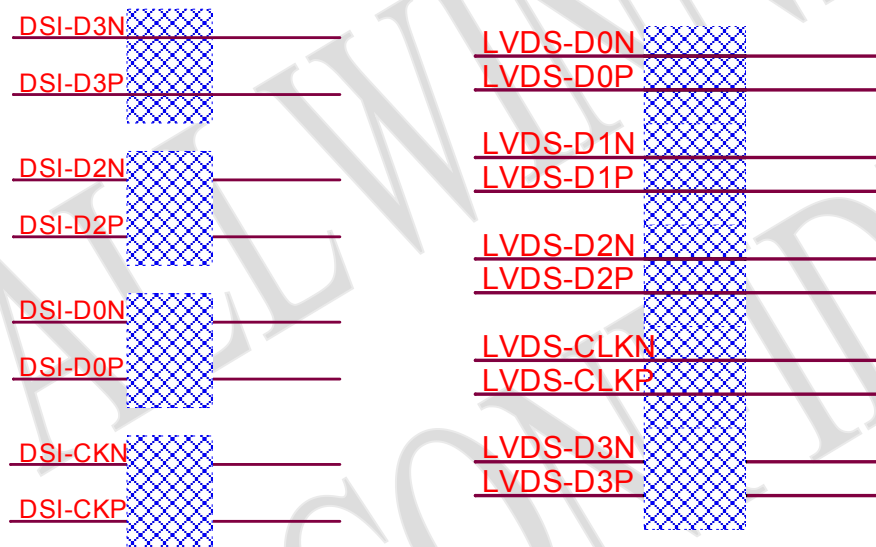 DSI-D3N
DSI-D3P
DSI-D2N
DSI-D2P
DSI-D0N
DSI-D0P
DSI-CKN
DSI-CKP
LVDS-D0N
LVDS-D0P
LVDS-D1N
LVDS-D1P
LVDS-D2N
LVDS-D2P
LVDS-CLKN
LVDS-CLKP
LVDS-D3N
LVDS-D3P